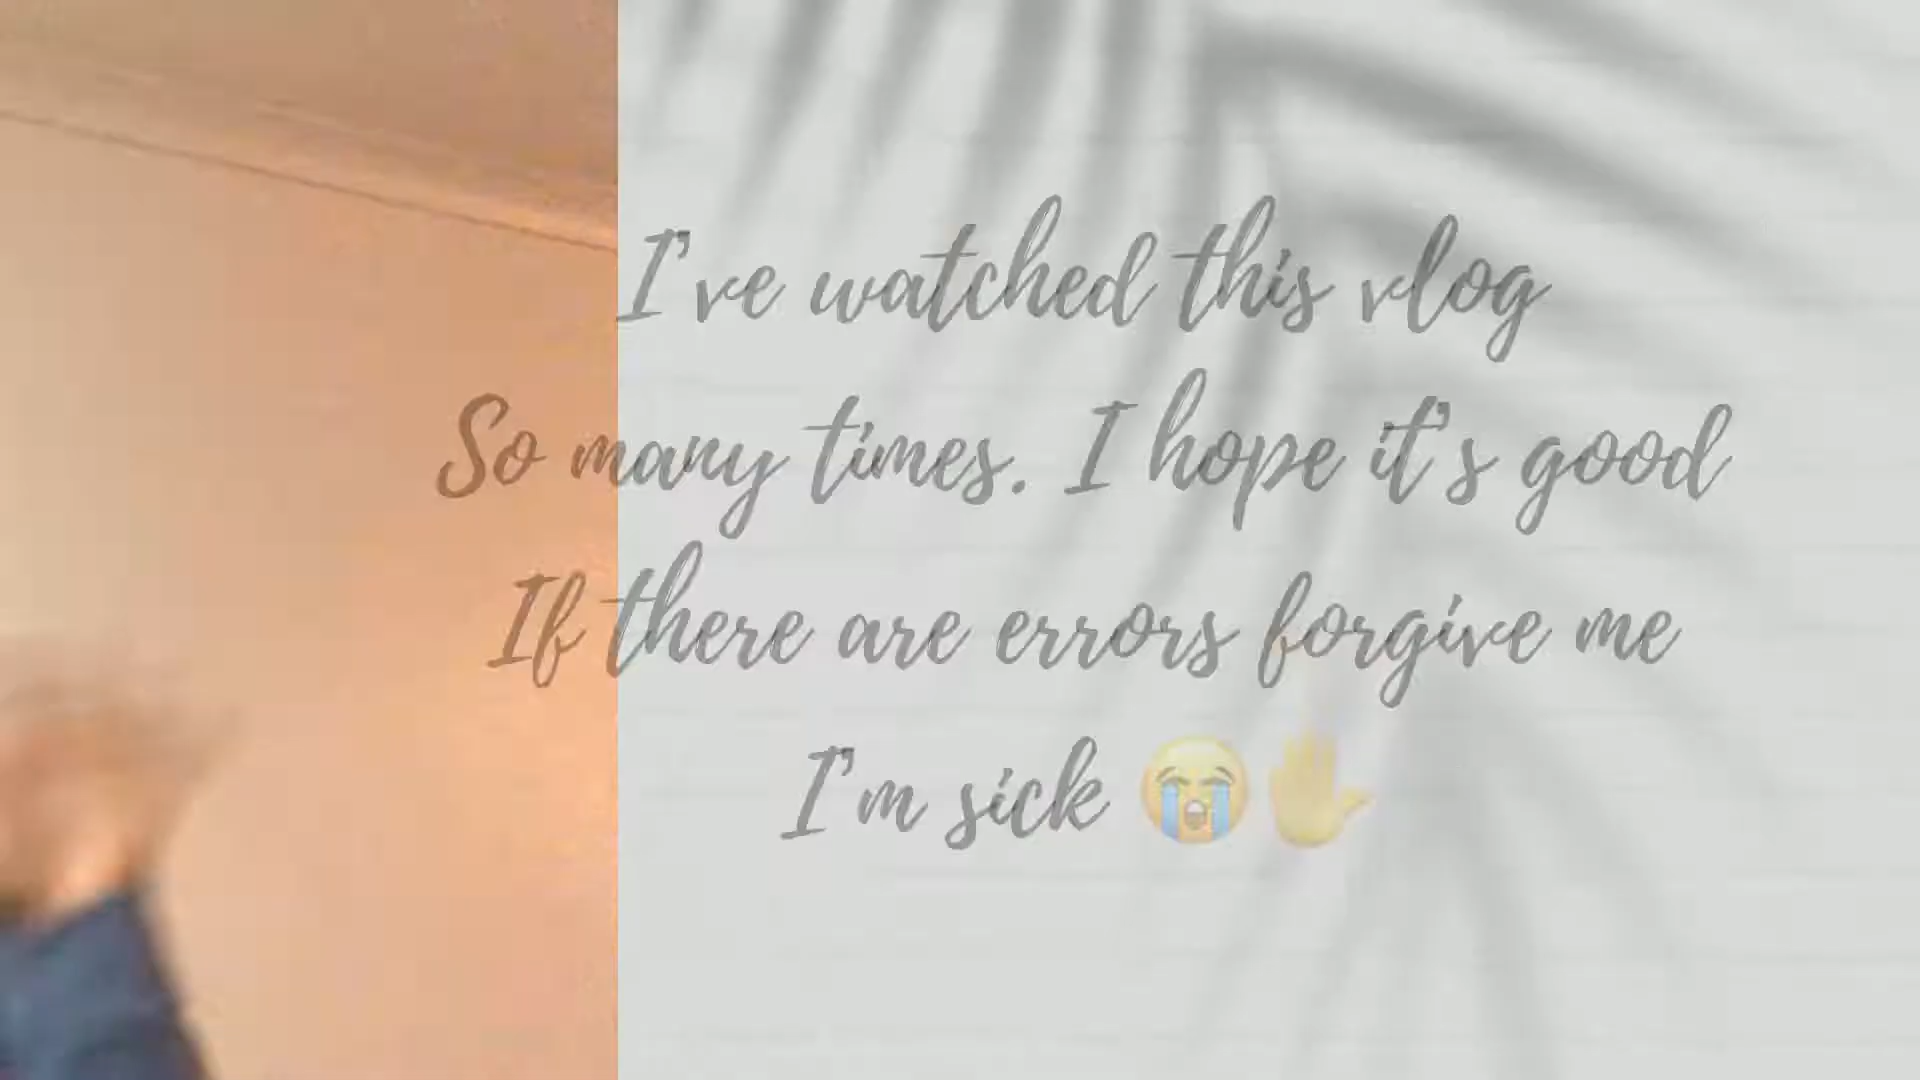 I've watched this vlog
So many times. I hope it's good
If there are errors forgive me
I'm sick 😭✋